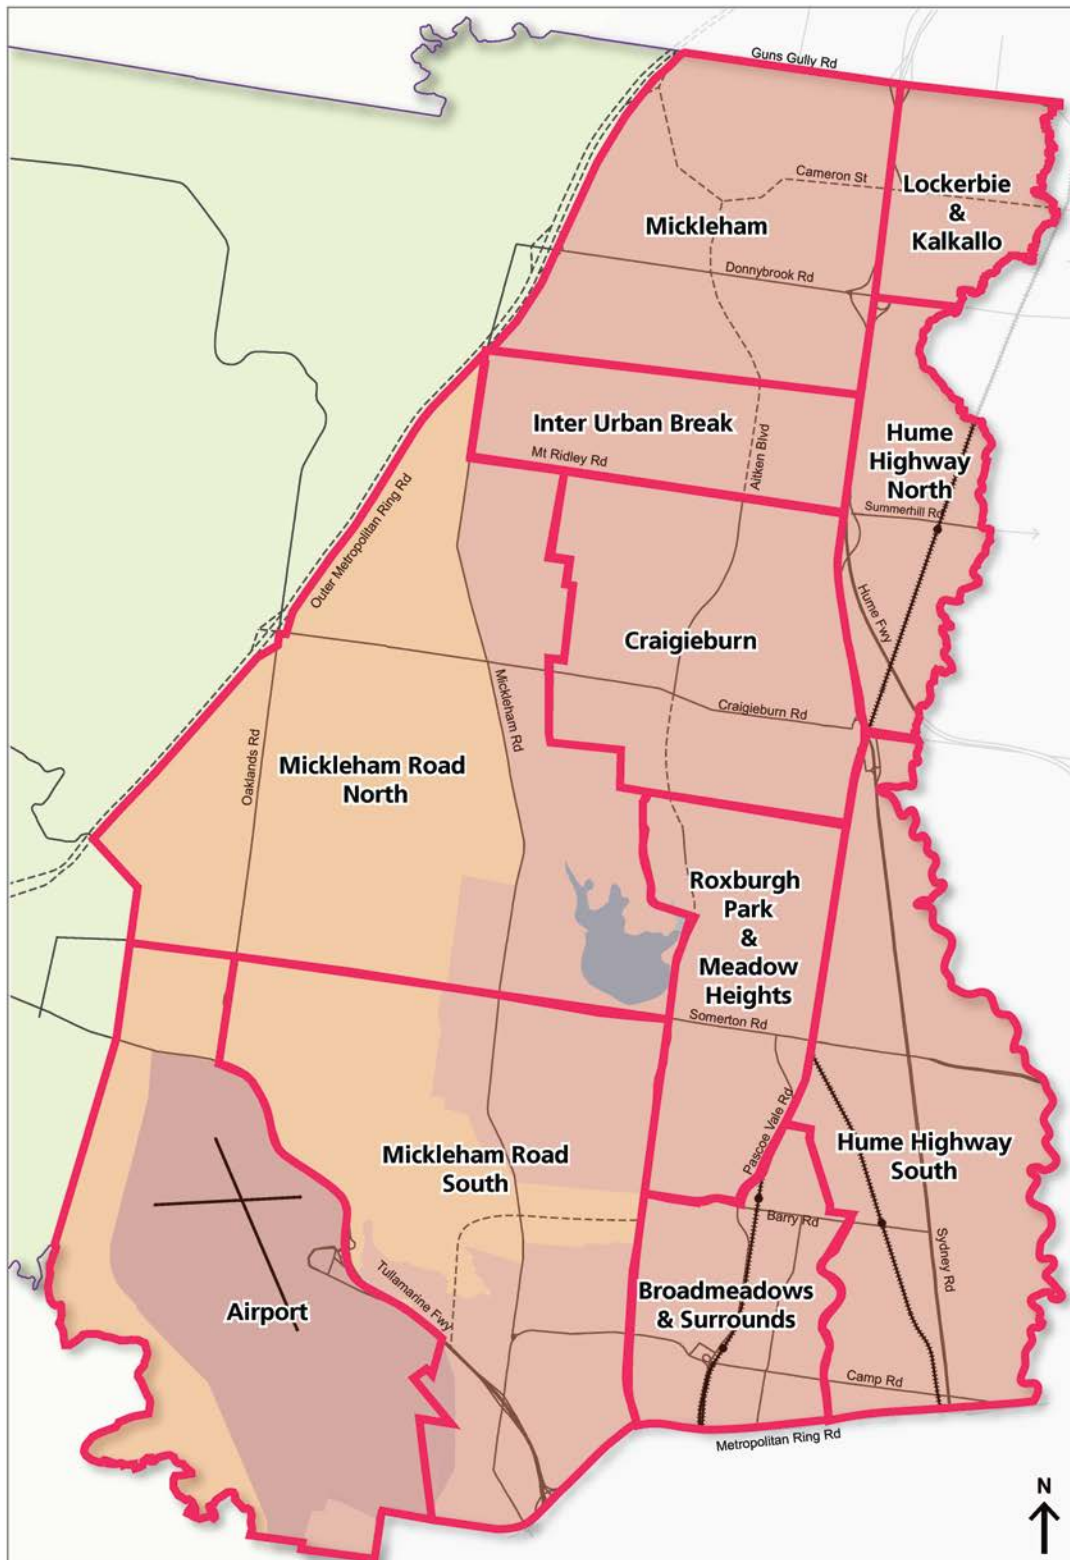 Guns Gully Rd
Cameron St
Lockerbie
&
Kalkallo
Mickleham
Donnybrook Rd
Inter Urban Break
Aitken Blvd
Hume
Highway
North
Mt Ridley Rd
Summerhill Rd
Outer Metropolitan Ring Rd
Hume Fwy
Craigieburn
Mickleham Rd
Craigieburn Rd
Oaklands Rd
Mickleham Road
North
Roxburgh
Park
&
Meadow
Heights
Somerton Rd
Pascoe Vale Rd
Mickleham Road
South
Hume Highway
South
Barry Rd
Sydney Rd
Tullamarine Fwy
Airport
Broadmeadows
& Surrounds
Camp Rd
Metropolitan Ring Rd
N